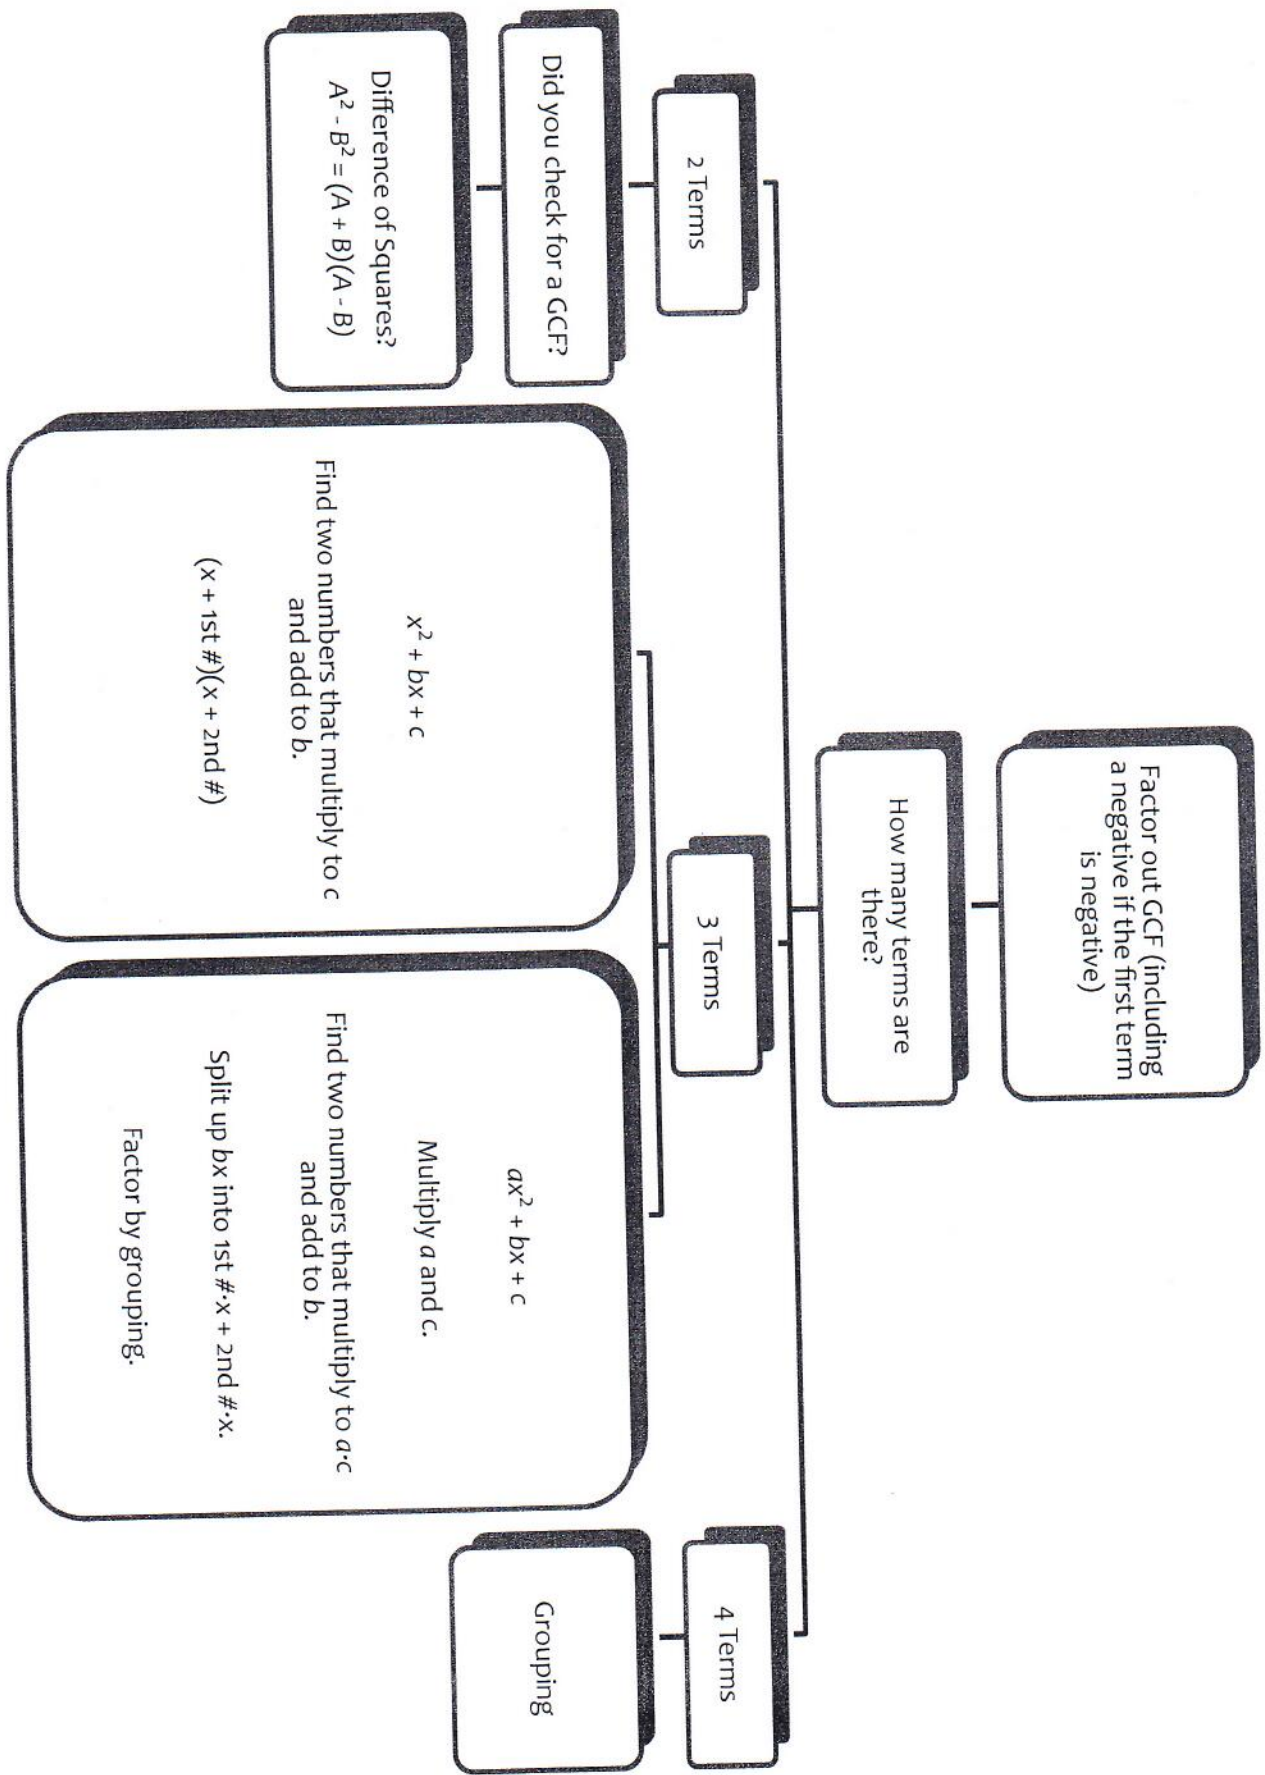 Factor out GCF (including
a negative if the first term
is negative)
How many terms are
there?
2 Terms
Did you check for a GCF?
Difference of Squares?
A² - B² = (A + B)(A - B)
3 Terms
x² + bx + c
Find two numbers that multiply to c
and add to b.
(x + 1st #)(x + 2nd #)
ax² + bx + c
Multiply a and c.
Find two numbers that multiply to a·c
and add to b.
Split up bx into 1st #·x + 2nd #·x.
Factor by grouping.
4 Terms
Grouping